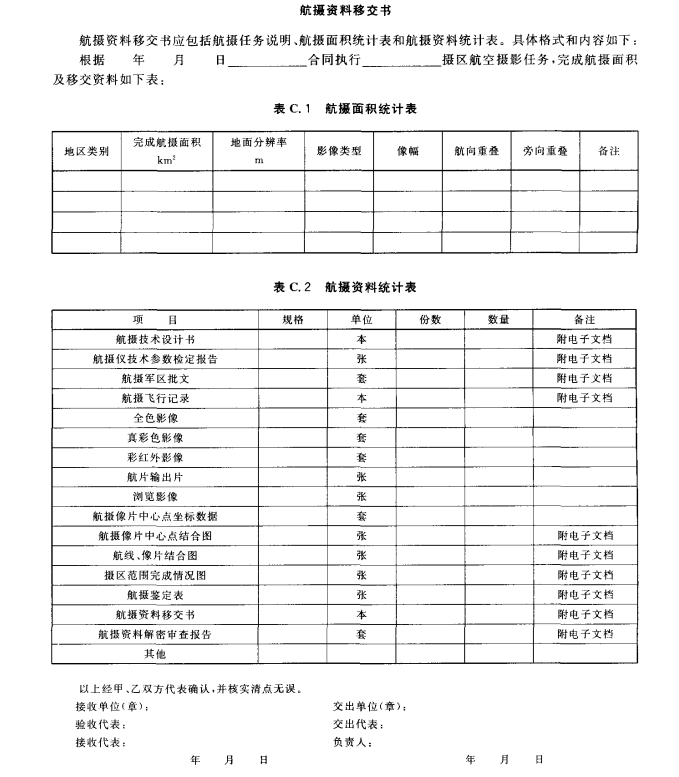 航摄资料移交书
航摄资料移交书应包括航摄任务说明、航摄面积统计表和航摄资料统计表。具体格式和内容如下：
根据 年 月 日__________合同执行__________摄区航空摄影任务,完成航摄面积
及移交资料如下表：
表 C.1 航摄面积统计表
地区类别 完成航摄面积 km² 地面分辨率 m 影像类型 像幅 航向重叠 旁向重叠 备注
表 C.2 航摄资料统计表
项 目 规格 单位 份数 数量 备注
航摄技术设计书 本 附电子文档
航摄仪技术参数检定报告 张 附电子文档
航摄军区批文 套 附电子文档
航摄飞行记录 本 附电子文档
全色影像 套
真彩色影像 套
彩红外影像 套
航片输出片 张
浏览影像 张
航摄像片中心点坐标数据 套
航摄像片中心点结合图 张 附电子文档
航线、像片结合图 张 附电子文档
摄区范围完成情况图 张 附电子文档
航摄鉴定表 张 附电子文档
航摄资料移交书 本 附电子文档
航摄资料解密审查报告 套 附电子文档
其他
以上经甲、乙双方代表确认,并核实清点无误。
接收单位(章)： 交出单位(章)：
验收代表： 交出代表：
接收代表： 负责人：
年 月 日 年 月 日